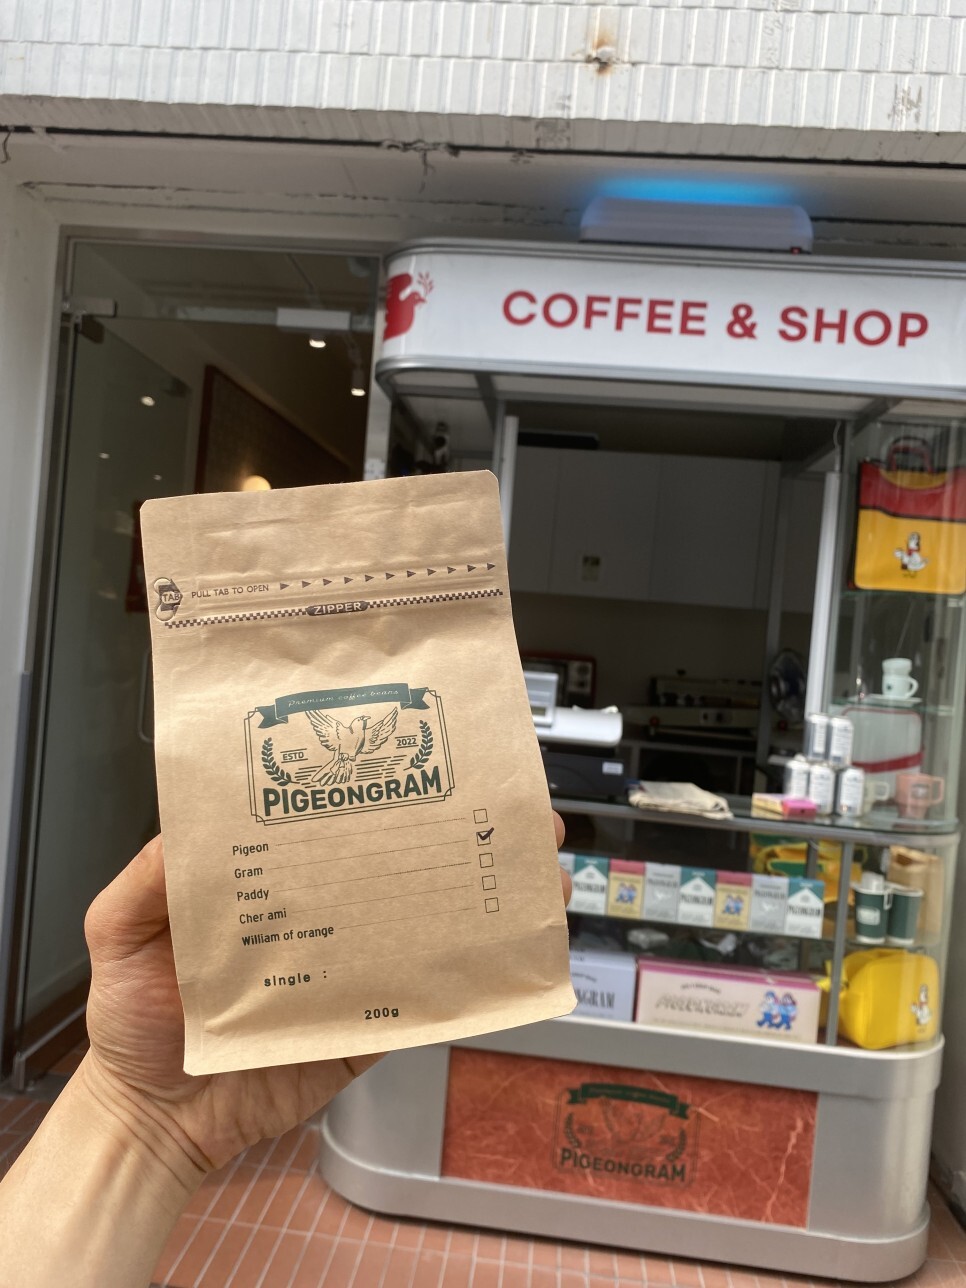 COFFEE & SHOP
TAB
PULL TAB TO OPEN
ZIPPER
Premium coffee beans
ESTD
2022
PIGEONGRAM
Pigeon
Gram
Paddy
Cher ami
William of orange
single :
200g
PIGEONGRAM